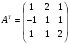 A* = ( 1 2 1
-1 1 1
1 1 2 )